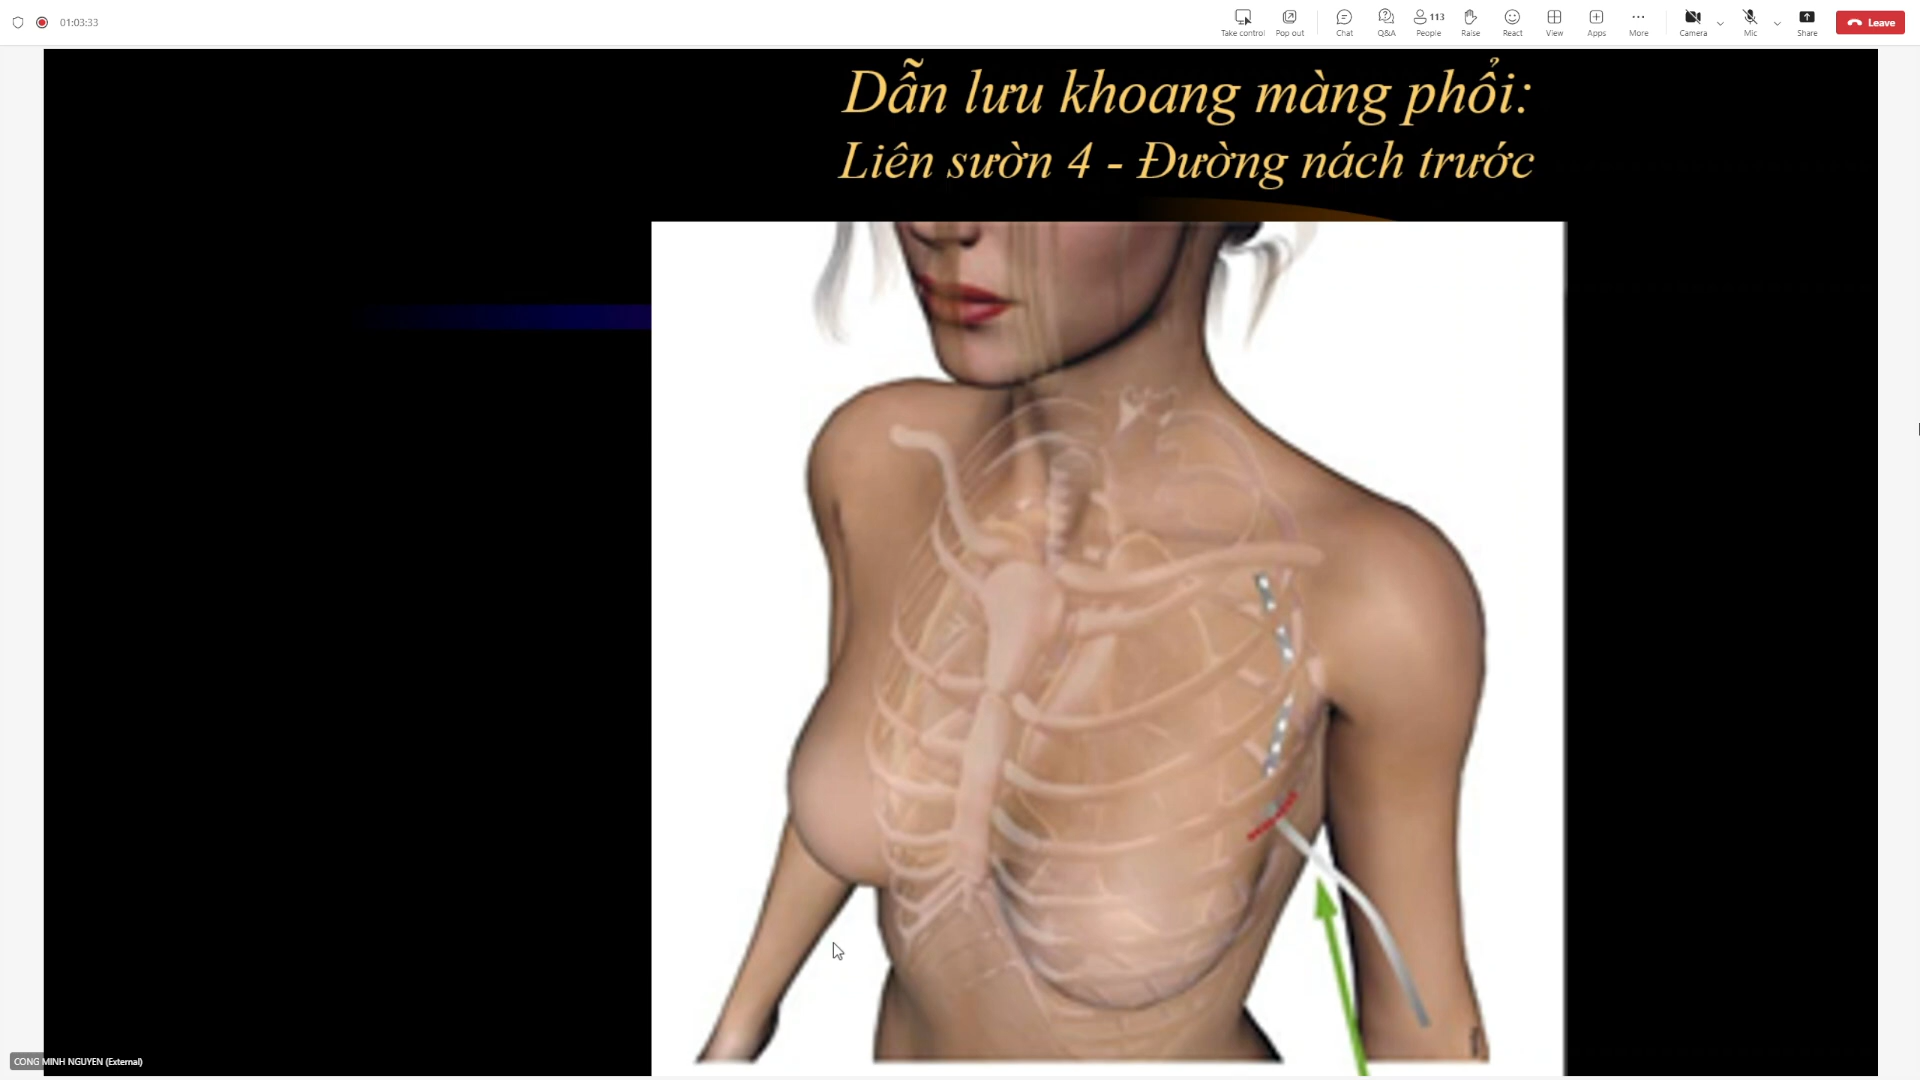 01:03:33
Take control
Pop out
Chat
Q&A
113
People
Raise
React
View
Apps
More
Camera
Mic
Share
Leave
Dẫn lưu khoang màng phổi:
Liên sườn 4 - Đường nách trước
CONG MINH NGUYEN (External)